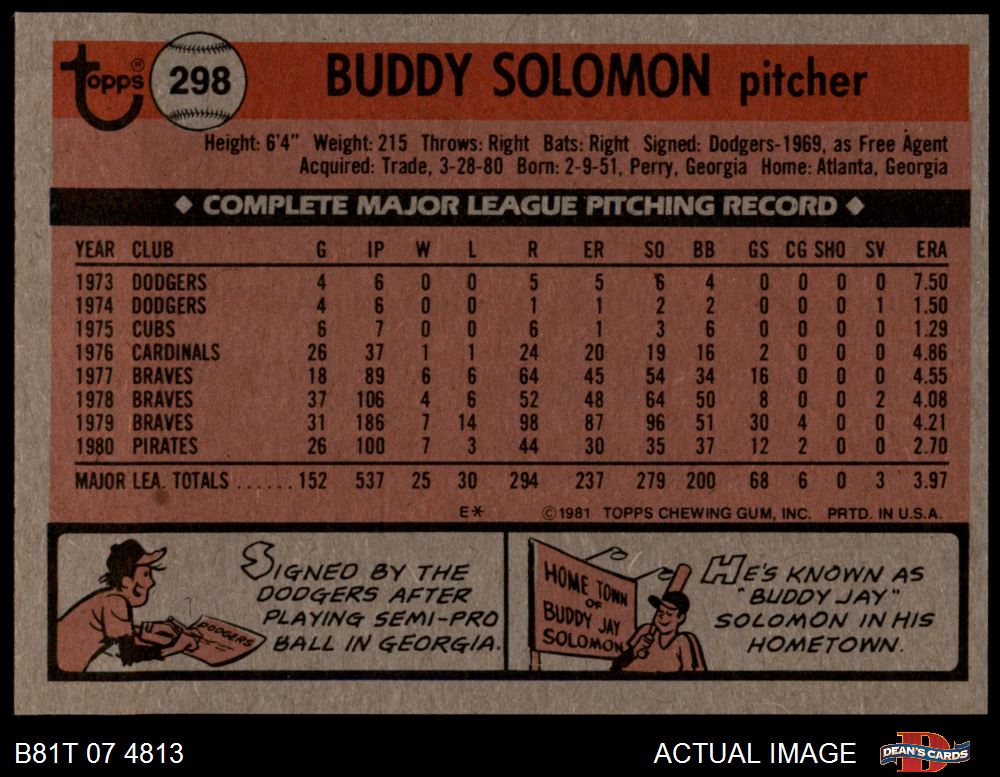 Topps® 298 BUDDY SOLOMON pitcher
Height: 6'4" Weight: 215 Throws: Right Bats: Right Signed: Dodgers-1969, as Free Agent
Acquired: Trade, 3-28-80 Born: 2-9-51, Perry, Georgia Home: Atlanta, Georgia
◆ COMPLETE MAJOR LEAGUE PITCHING RECORD ◆
YEAR CLUB G IP W L R ER SO BB GS CG SHO SV ERA
1973 DODGERS 4 6 0 0 5 5 6 4 0 0 0 0 7.50
1974 DODGERS 4 6 0 0 1 1 2 2 0 0 0 1 1.50
1975 CUBS 6 7 0 0 6 1 3 6 0 0 0 0 1.29
1976 CARDINALS 26 37 1 1 24 20 19 16 2 0 0 0 4.86
1977 BRAVES 18 89 6 6 64 45 54 34 16 0 0 0 4.55
1978 BRAVES 37 106 4 6 52 48 64 50 8 0 0 2 4.08
1979 BRAVES 31 186 7 14 98 87 96 51 30 4 0 0 4.21
1980 PIRATES 26 100 7 3 44 30 35 37 12 2 0 0 2.70
MAJOR LEA. TOTALS ...... 152 537 25 30 294 237 279 200 68 6 0 3 3.97
E* ©1981 TOPPS CHEWING GUM, INC. PRTD. IN U.S.A.
DODGERS
SIGNED BY THE
DODGERS AFTER
PLAYING SEMI-PRO
BALL IN GEORGIA.
HOME TOWN
OF
BUDDY JAY
SOLOMON
HE'S KNOWN AS
"BUDDY JAY"
SOLOMON IN HIS
HOMETOWN.
B81T 07 4813 ACTUAL IMAGE D DEAN'S CARDS